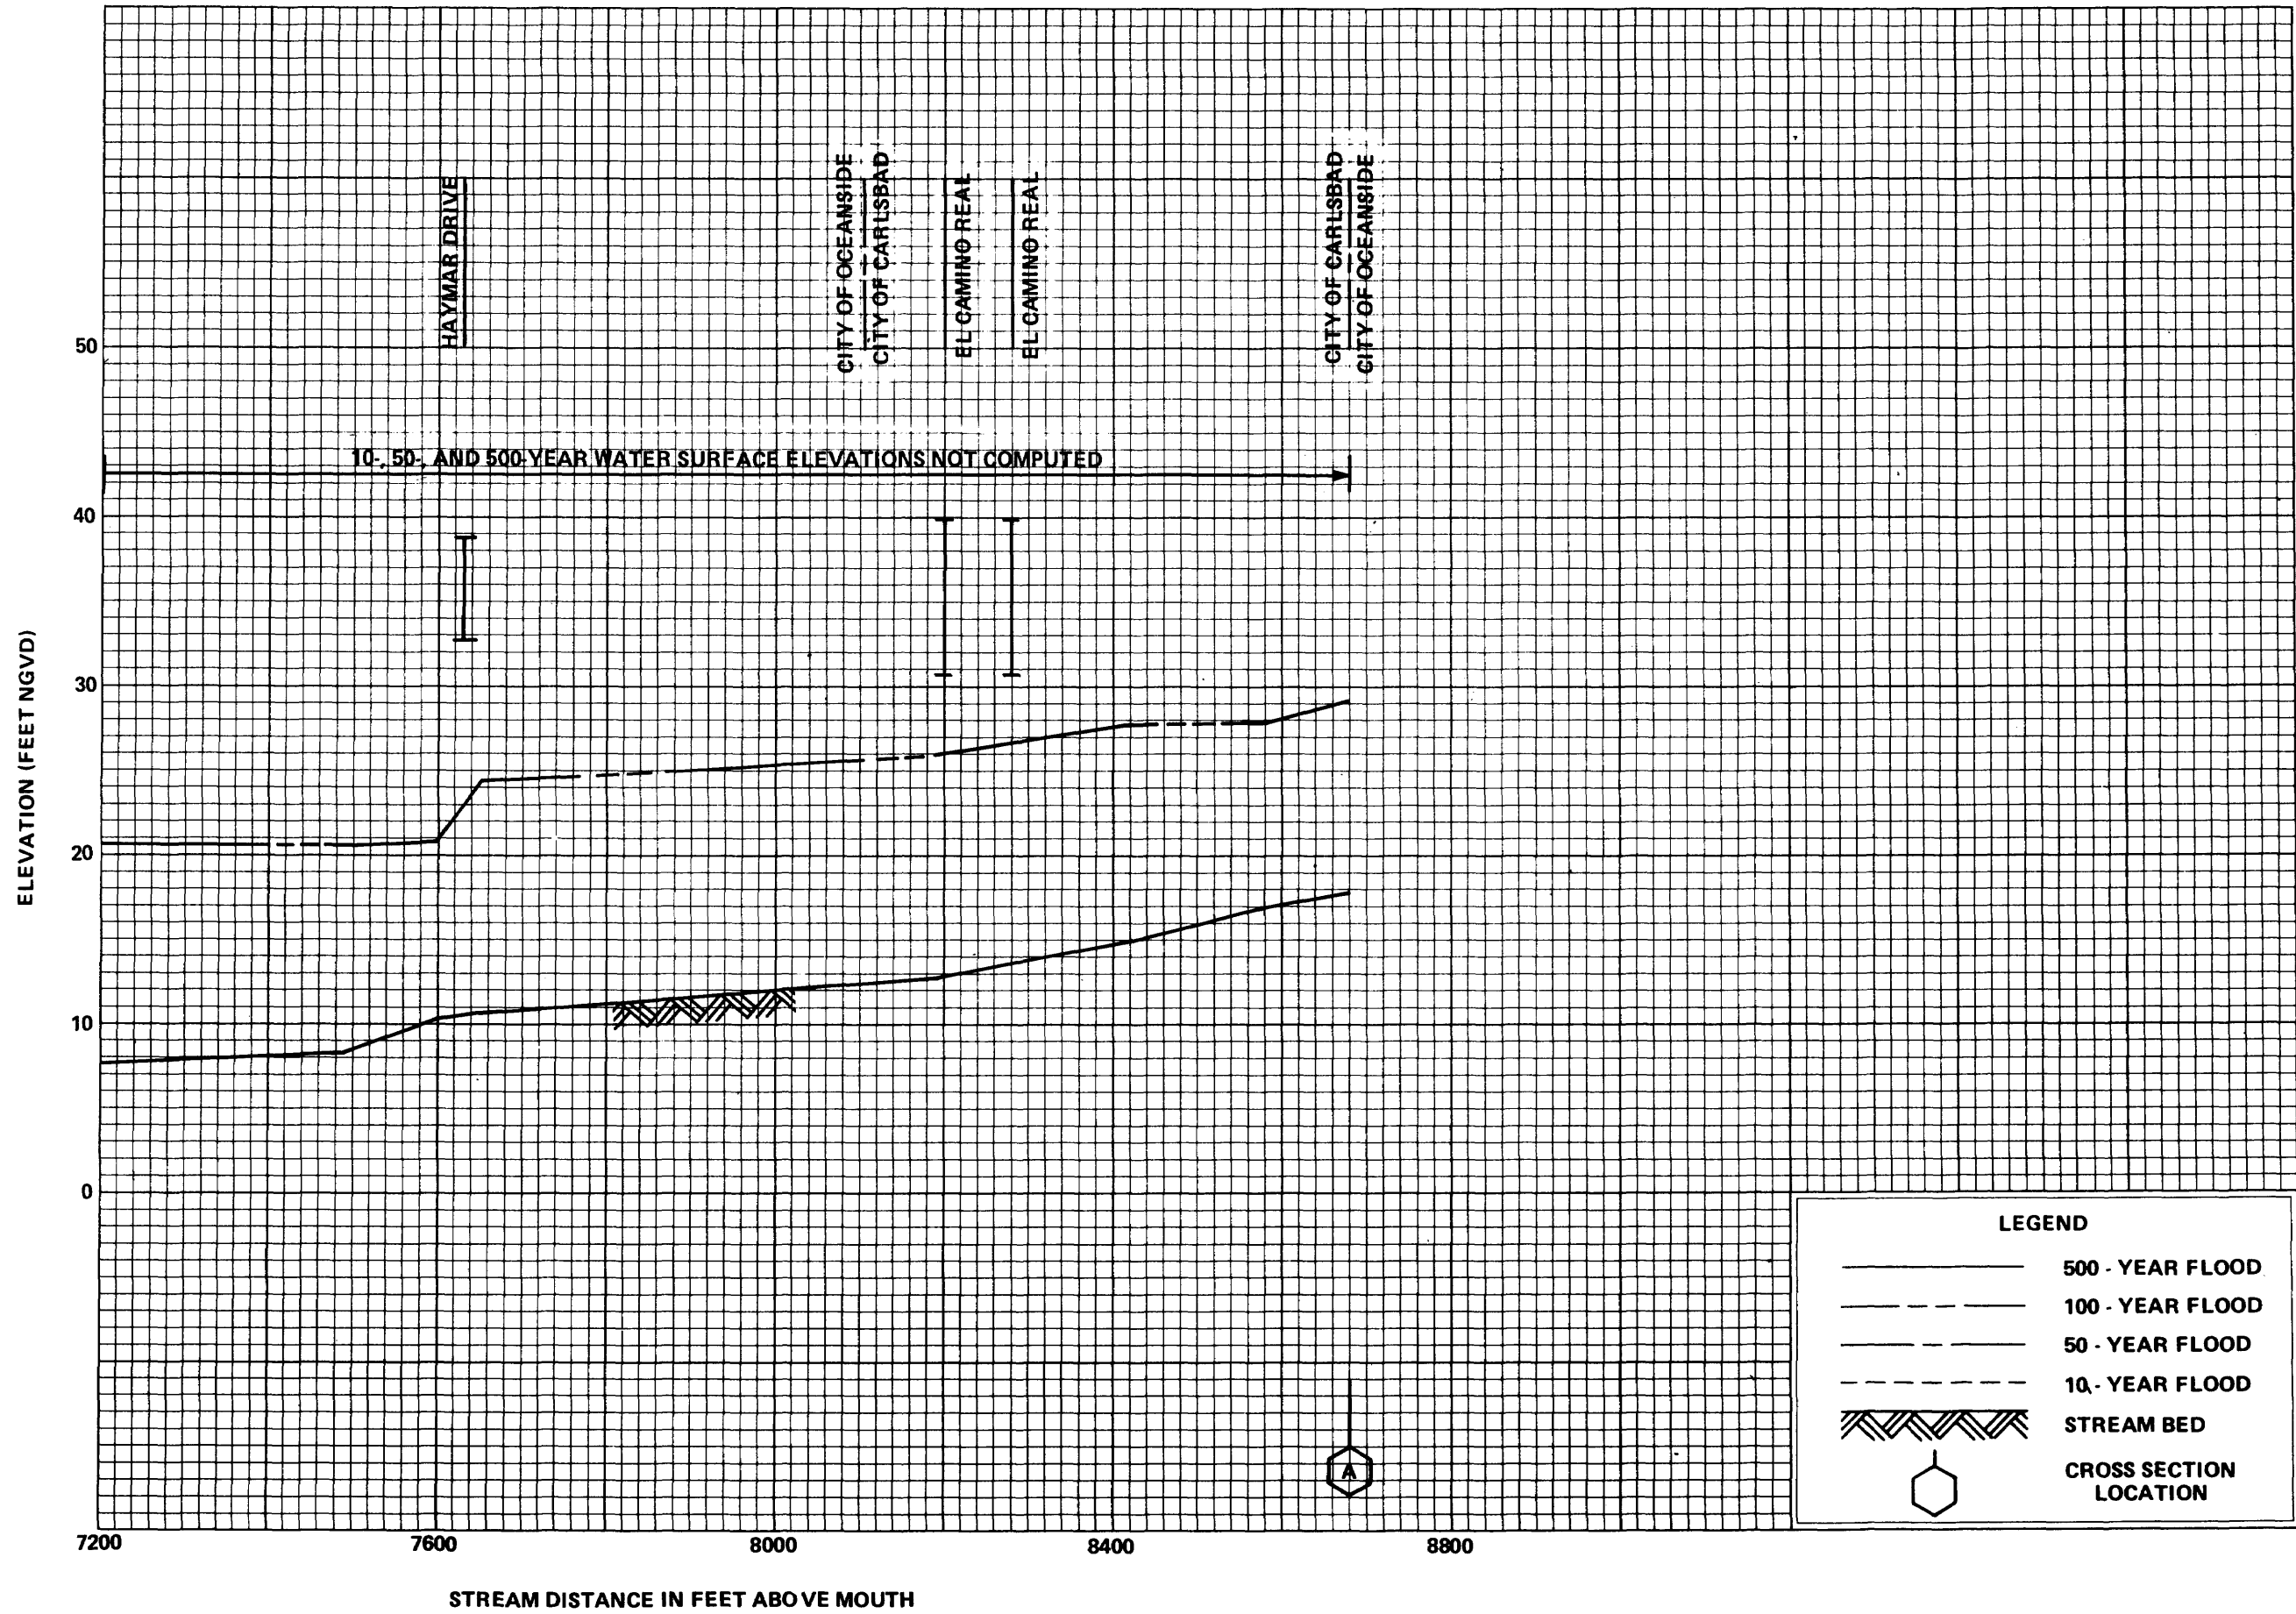 HAYMAR DRIVE
CITY OF OCEANSIDE
CITY OF CARLSBAD
EL CAMINO REAL
EL CAMINO REAL
CITY OF CARLSBAD
CITY OF OCEANSIDE
10-, 50-, AND 500-YEAR WATER SURFACE ELEVATIONS NOT COMPUTED
50
40
30
20
10
0
ELEVATION (FEET NGVD)
A
LEGEND
500 - YEAR FLOOD
100 - YEAR FLOOD
50 - YEAR FLOOD
10 - YEAR FLOOD
STREAM BED
CROSS SECTION
LOCATION
7200
7600
8000
8400
8800
STREAM DISTANCE IN FEET ABOVE MOUTH